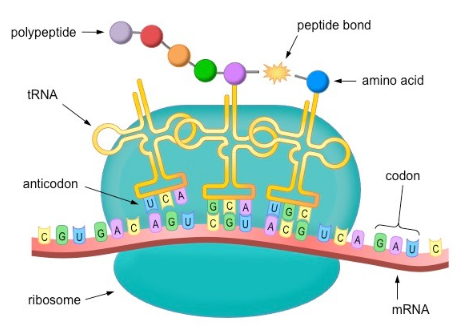 peptide bond
polypeptide
amino acid
tRNA
anticodon
codon
U C A
G C A
U G C
C G U G A C A G U C G U A C G U C A G A U C
ribosome
mRNA